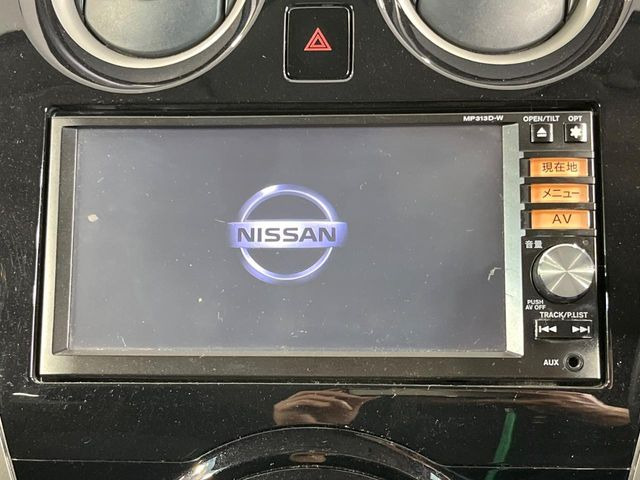 MP313D-W
OPEN/TILT
OPT
現在地
メニュー
AV
音量
NISSAN
PUSH
AV OFF
TRACK/P.LIST
AUX